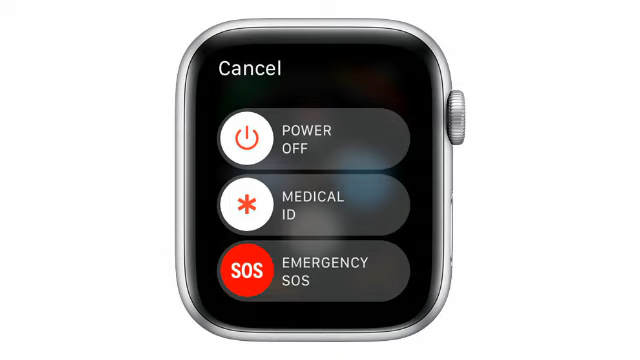 Cancel
POWER
OFF
MEDICAL
ID
SOS
EMERGENCY
SOS